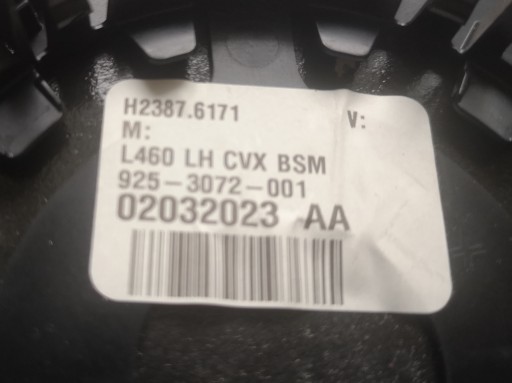 H2387.6171 V:
M:
L460 LH CVX BSM
925-3072-001
02032023 AA